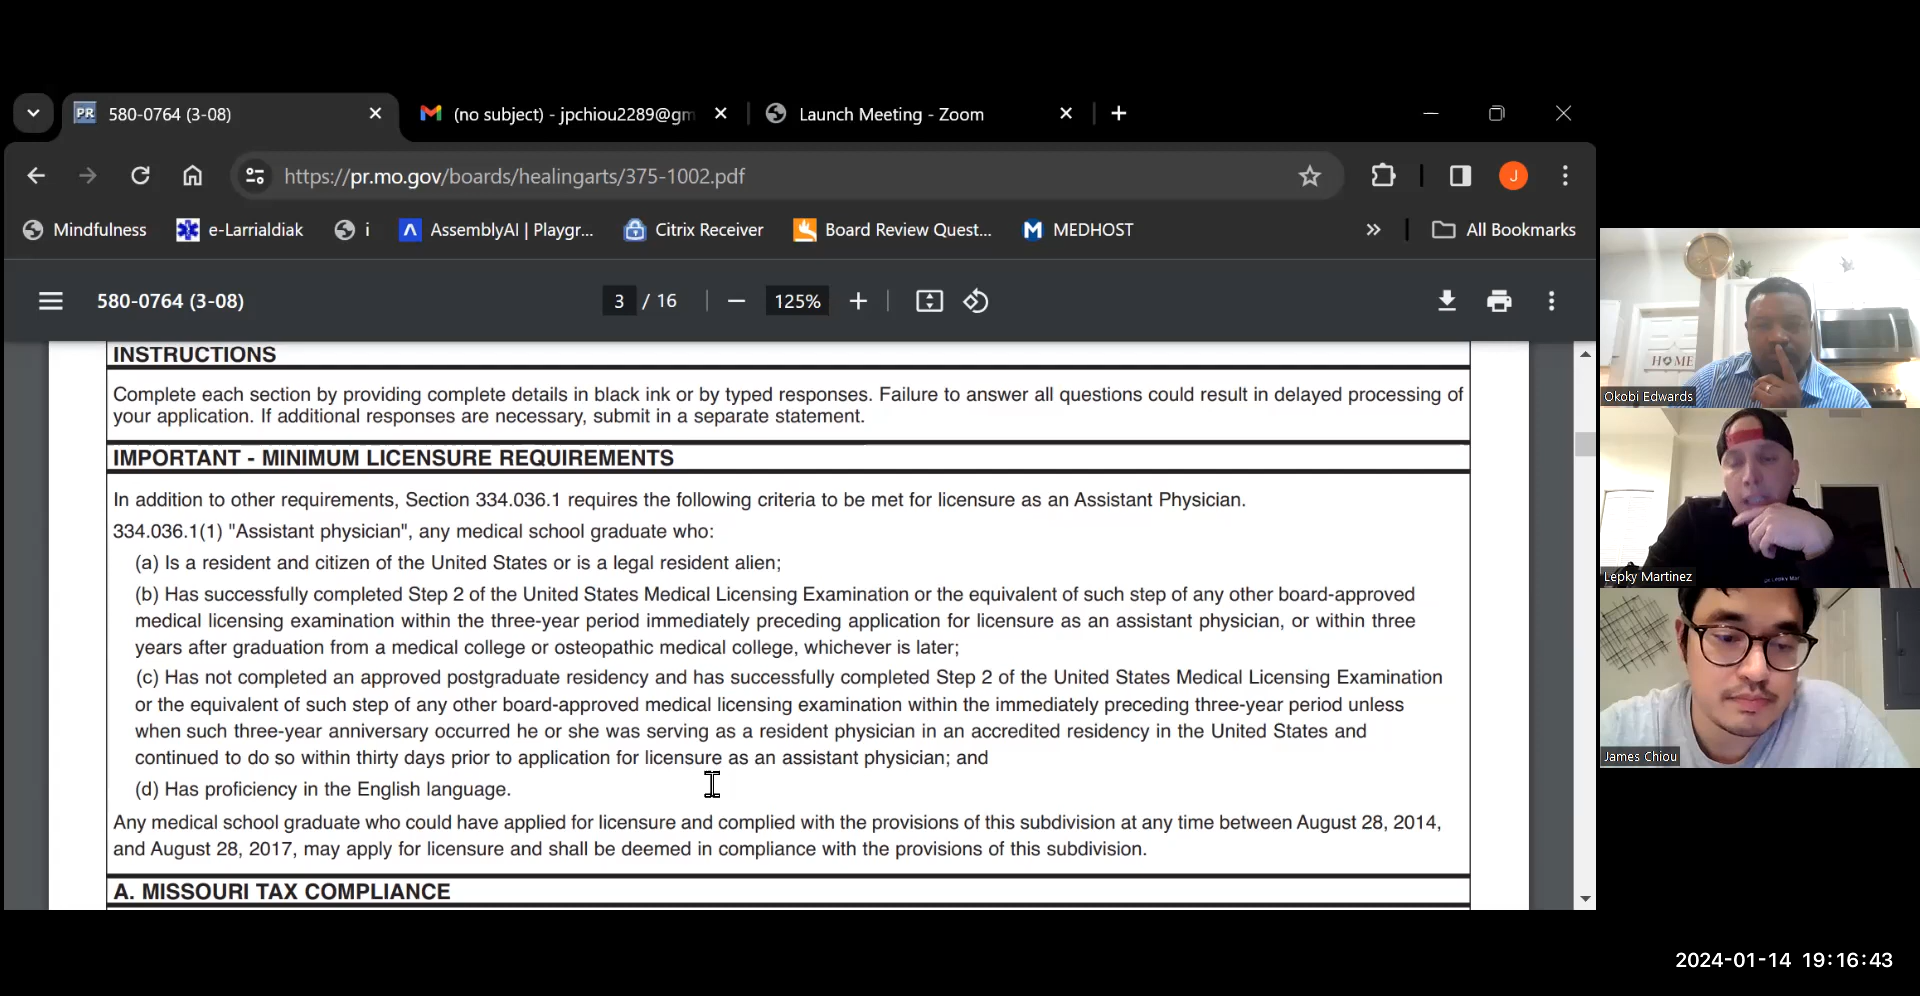 580-0764 (3-08)
(no subject) - jpchiou2289@gm
Launch Meeting - Zoom
https://pr.mo.gov/boards/healingarts/375-1002.pdf
J
Mindfulness
e-Larrialdiak
i
AssemblyAI | Playgr...
Citrix Receiver
Board Review Quest...
MEDHOST
All Bookmarks
580-0764 (3-08)
3 / 16
125%
INSTRUCTIONS
Complete each section by providing complete details in black ink or by typed responses. Failure to answer all questions could result in delayed processing of
your application. If additional responses are necessary, submit in a separate statement.
IMPORTANT - MINIMUM LICENSURE REQUIREMENTS
In addition to other requirements, Section 334.036.1 requires the following criteria to be met for licensure as an Assistant Physician.
334.036.1(1) "Assistant physician", any medical school graduate who:
(a) Is a resident and citizen of the United States or is a legal resident alien;
(b) Has successfully completed Step 2 of the United States Medical Licensing Examination or the equivalent of such step of any other board-approved
medical licensing examination within the three-year period immediately preceding application for licensure as an assistant physician, or within three
years after graduation from a medical college or osteopathic medical college, whichever is later;
(c) Has not completed an approved postgraduate residency and has successfully completed Step 2 of the United States Medical Licensing Examination
or the equivalent of such step of any other board-approved medical licensing examination within the immediately preceding three-year period unless
when such three-year anniversary occurred he or she was serving as a resident physician in an accredited residency in the United States and
continued to do so within thirty days prior to application for licensure as an assistant physician; and
(d) Has proficiency in the English language.
Any medical school graduate who could have applied for licensure and complied with the provisions of this subdivision at any time between August 28, 2014,
and August 28, 2017, may apply for licensure and shall be deemed in compliance with the provisions of this subdivision.
A. MISSOURI TAX COMPLIANCE
HOME
Okobi Edwards
Lepky Martinez
James Chiou
2024-01-14 19:16:43